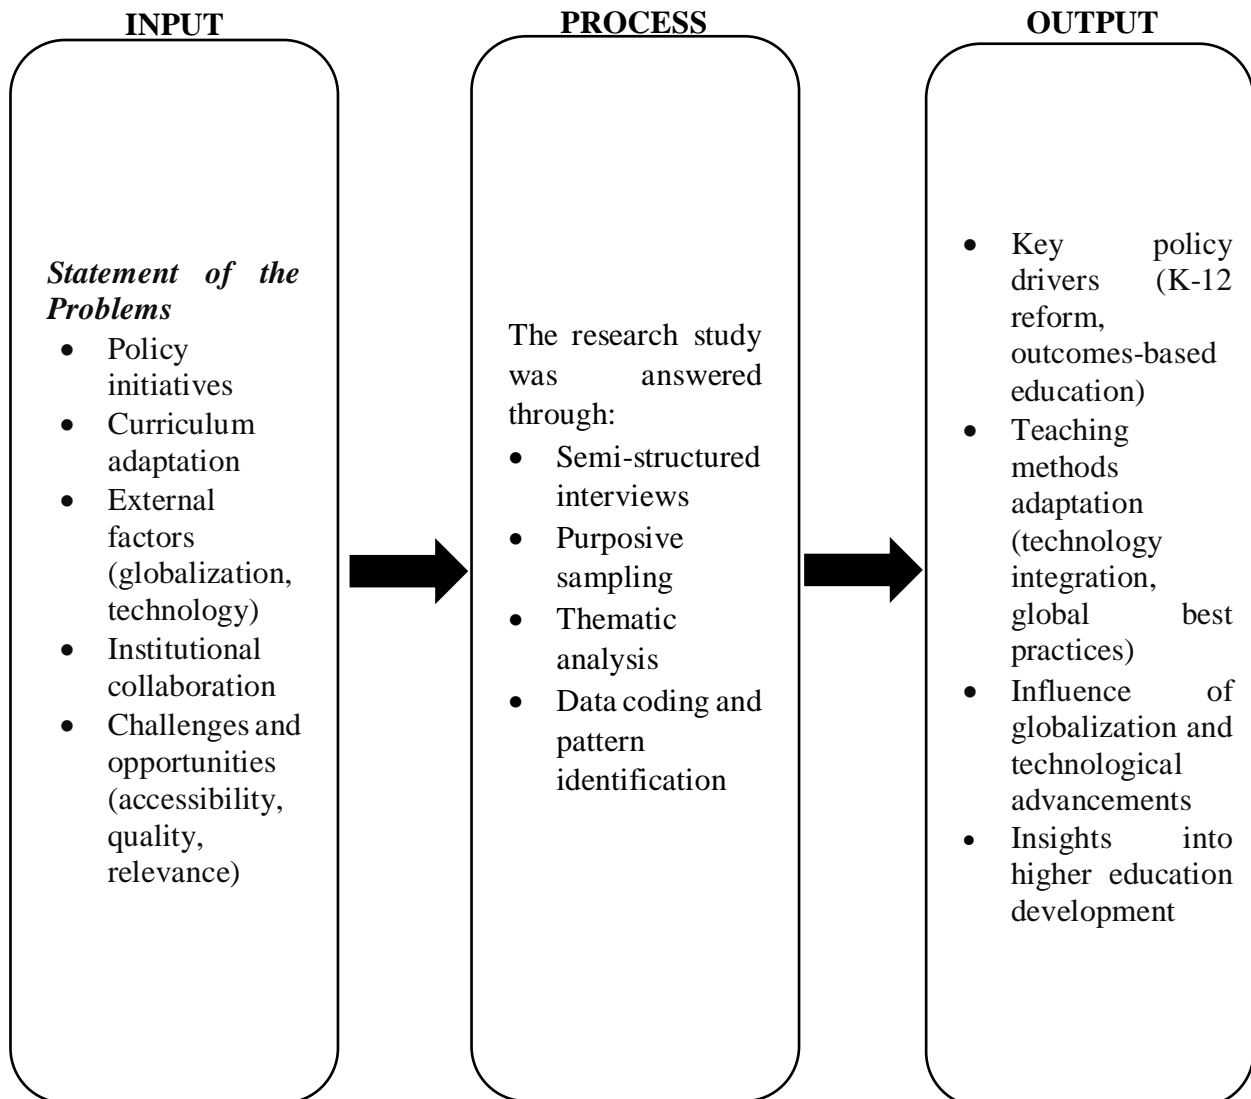 INPUT
Statement of the
Problems
• Policy
initiatives
• Curriculum
adaptation
• External
factors
(globalization,
technology)
• Institutional
collaboration
• Challenges and
opportunities
(accessibility,
quality,
relevance)
PROCESS
The research study
was answered
through:
• Semi-structured
interviews
• Purposive
sampling
• Thematic
analysis
• Data coding and
pattern
identification
OUTPUT
• Key policy
drivers (K-12
reform,
outcomes-based
education)
• Teaching
methods
adaptation
(technology
integration,
global best
practices)
• Influence of
globalization and
technological
advancements
• Insights into
higher education
development